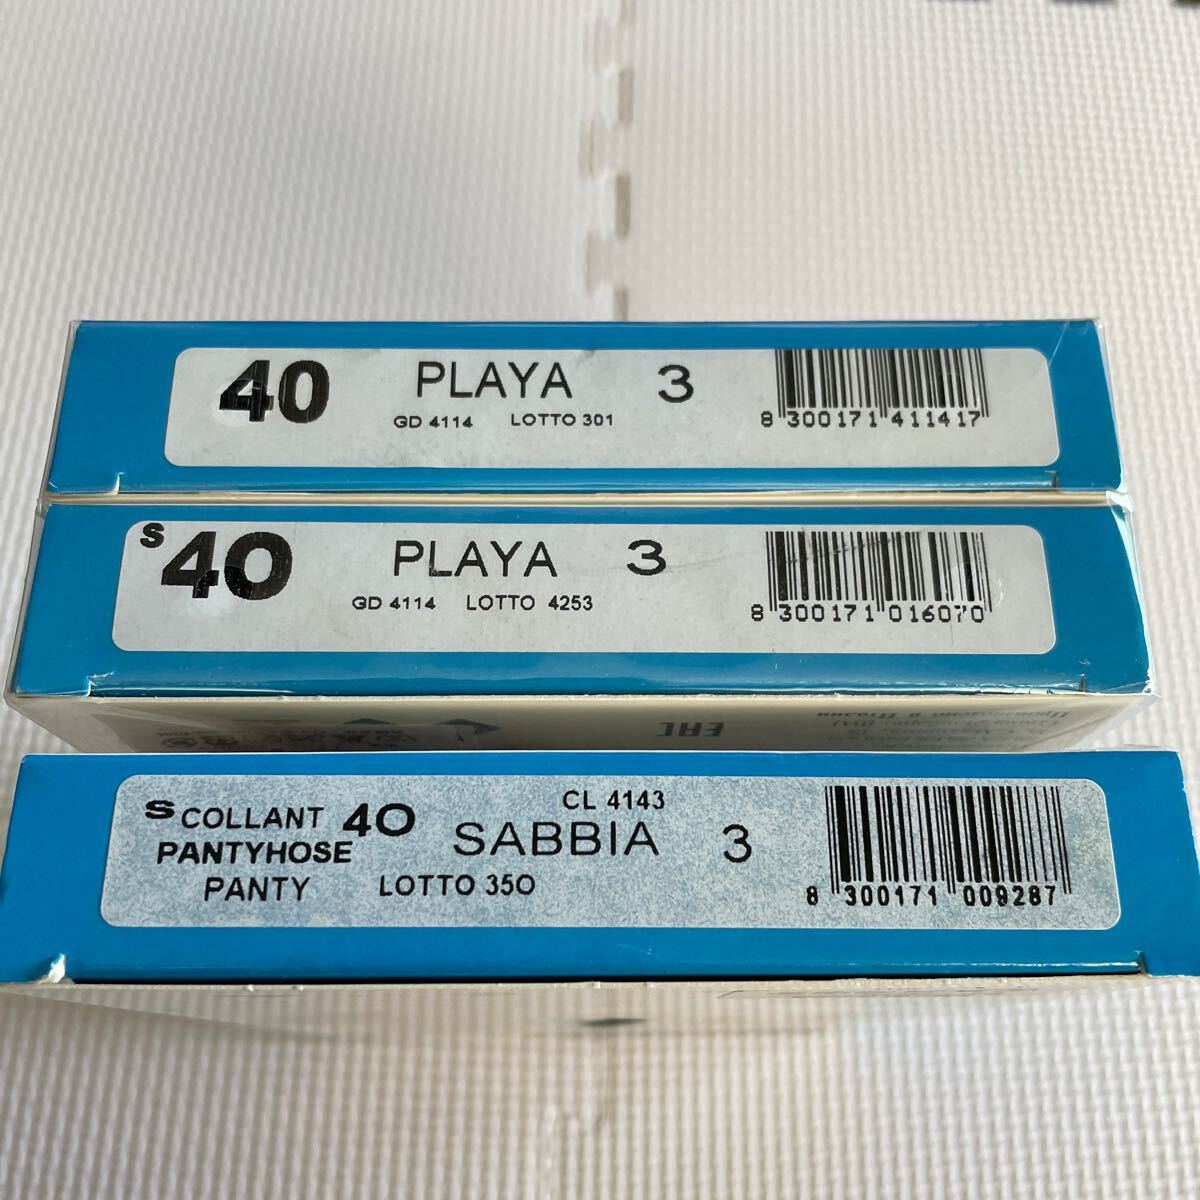 40 PLAYA 3
GD 4114 LOTTO 301
8 300171 411417
S 40 PLAYA 3
GD 4114 LOTTO 4253
8 300171 016070
EAC
S COLLANT 40 CL 4143
PANTYHOSE SABBIA 3
PANTY LOTTO 350
8 300171 009287